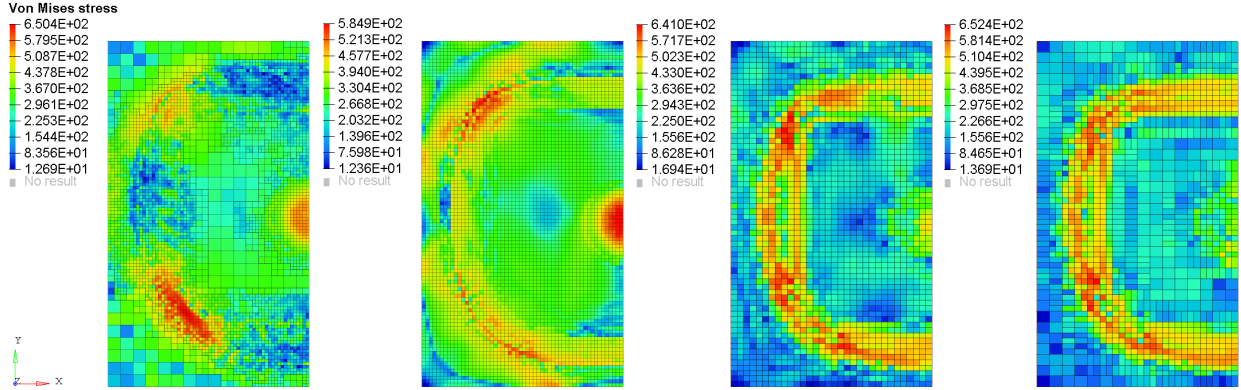 Von Mises stress
6.504E+02
5.795E+02
5.087E+02
4.378E+02
3.670E+02
2.961E+02
2.253E+02
1.544E+02
8.356E+01
1.269E+01
No result
5.849E+02
5.213E+02
4.577E+02
3.940E+02
3.304E+02
2.668E+02
2.032E+02
1.396E+02
7.598E+01
1.236E+01
No result
6.410E+02
5.717E+02
5.023E+02
4.330E+02
3.636E+02
2.943E+02
2.250E+02
1.556E+02
8.628E+01
1.694E+01
No result
6.524E+02
5.814E+02
5.104E+02
4.395E+02
3.685E+02
2.975E+02
2.266E+02
1.556E+02
8.465E+01
1.369E+01
No result
Y
Z X